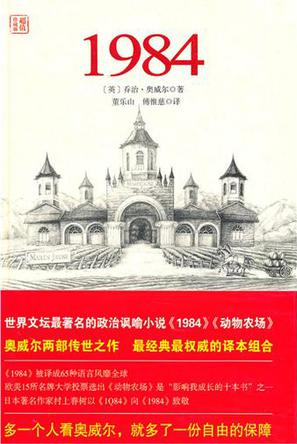 超值
珍藏版
1984
〔英〕乔治·奥威尔◎著
董乐山 傅惟慈◎译
MANOR FARM
世界文坛最著名的政治讽喻小说《1984》《动物农场》
奥威尔两部传世之作 最经典最权威的译本组合
《1984》被译成65种语言风靡全球
欧美15所名牌大学投票选出《动物农场》是“影响我成长的十本书”之一
日本著名作家村上春树以《1Q84》向《1984》致敬
多一个人看奥威尔，就多了一份自由的保障